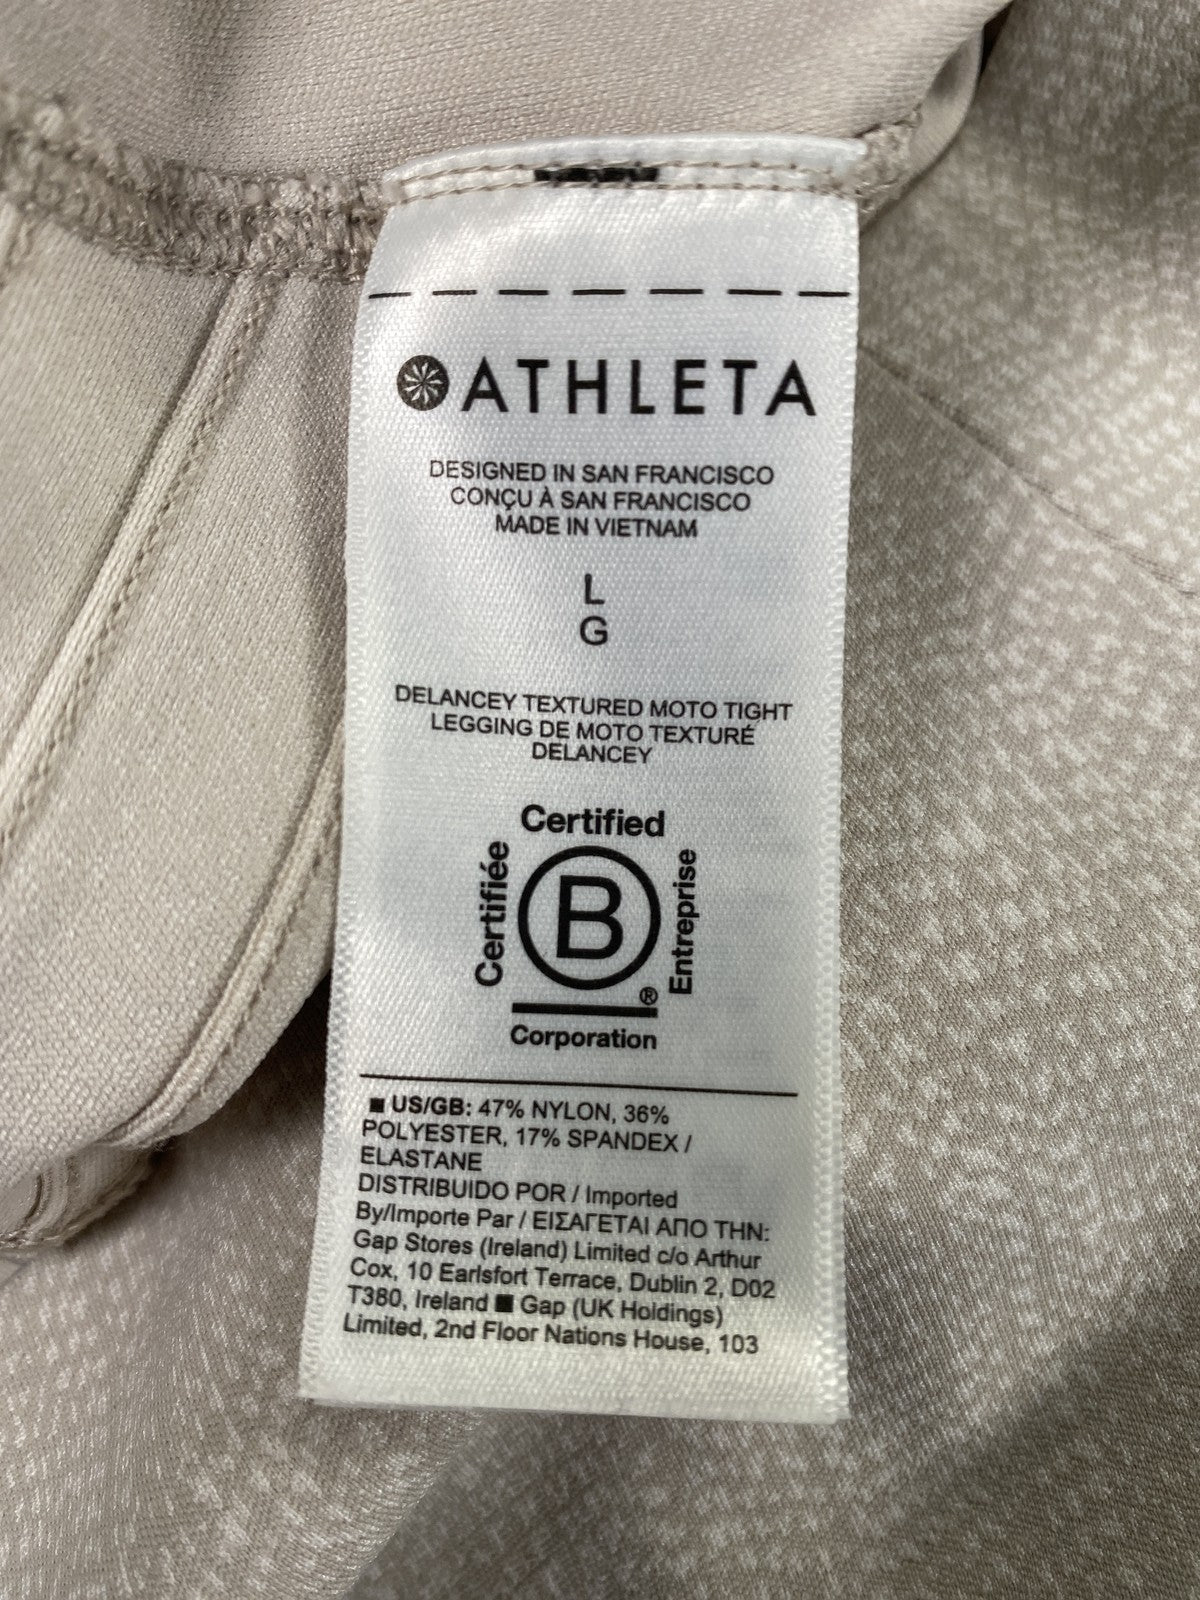 ATHLETA
DESIGNED IN SAN FRANCISCO
CONÇU À SAN FRANCISCO
MADE IN VIETNAM
L
G
DELANCEY TEXTURED MOTO TIGHT
LEGGING DE MOTO TEXTURÉ
DELANCEY
Certified
Certifiée
B
Entreprise
®
Corporation
■ US/GB: 47% NYLON, 36%
POLYESTER, 17% SPANDEX /
ELASTANE
DISTRIBUIDO POR / Imported
By/Importe Par / ΕΙΣΑΓΕΤΑΙ ΑΠΟ ΤΗΝ:
Gap Stores (Ireland) Limited c/o Arthur
Cox, 10 Earlsfort Terrace, Dublin 2, D02
T380, Ireland ■ Gap (UK Holdings)
Limited, 2nd Floor Nations House, 103